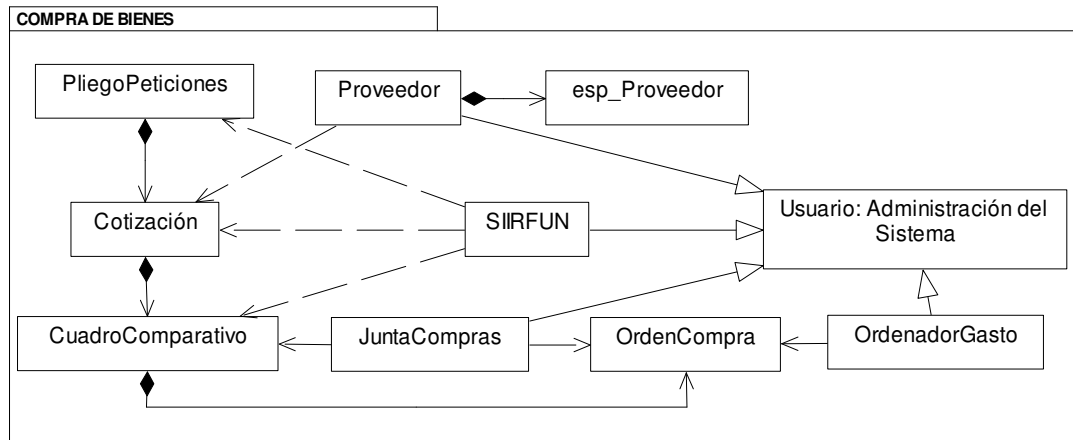 COMPRA DE BIENES
PliegoPeticiones
Proveedor
esp_Proveedor
Cotización
SIIRFUN
Usuario: Administración del
Sistema
CuadroComparativo
JuntaCompras
OrdenCompra
OrdenadorGasto